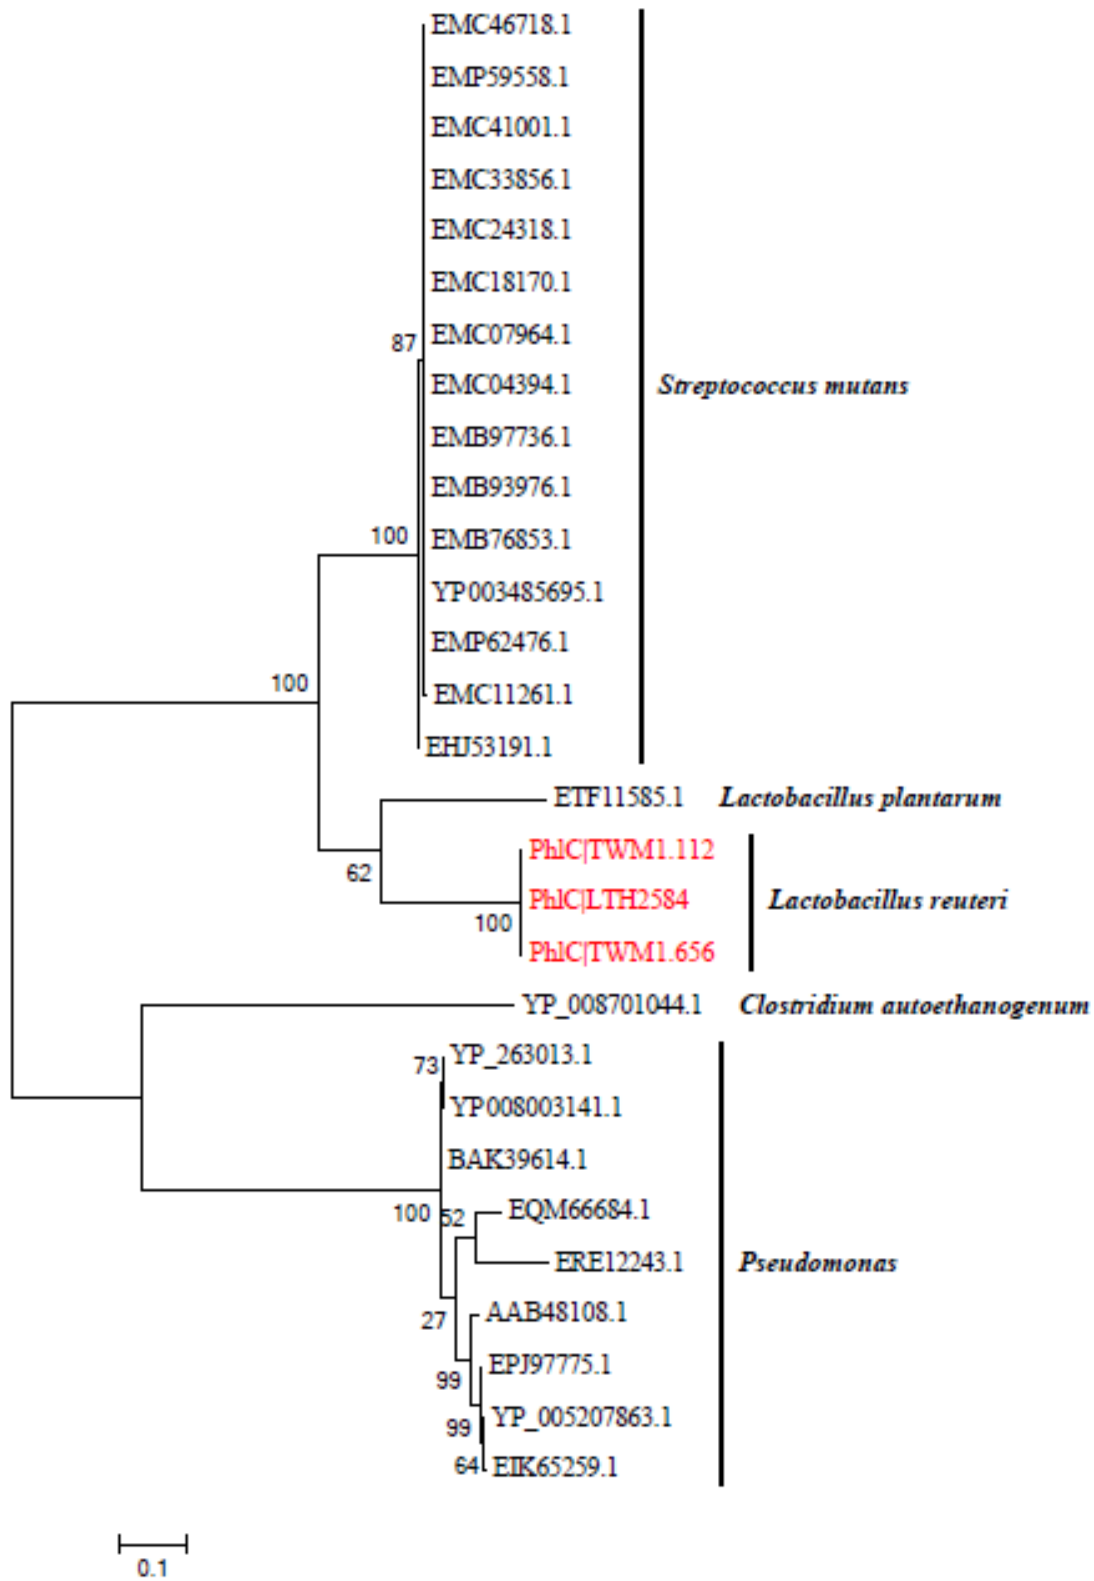 EMC46718.1
EMP59558.1
EMC41001.1
EMC33856.1
EMC24318.1
EMC18170.1
87 EMC07964.1
EMC04394.1 Streptococcus mutans
EMB97736.1
EMB93976.1
100 EMB76853.1
YP003485695.1
EMP62476.1
100 EMC11261.1
EHJ53191.1
ETF11585.1 Lactobacillus plantarum
PhlC|TWM1.112
62 PhlC|LTH2584 Lactobacillus reuteri
100 PhlC|TWM1.656
YP_008701044.1 Clostridium autoethanogenum
73 YP_263013.1
YP008003141.1
BAK39614.1
100 52 EQM66684.1
ERE12243.1 Pseudomonas
27 AAB48108.1
99 EPJ97775.1
99 YP_005207863.1
64 EIK65259.1
0.1